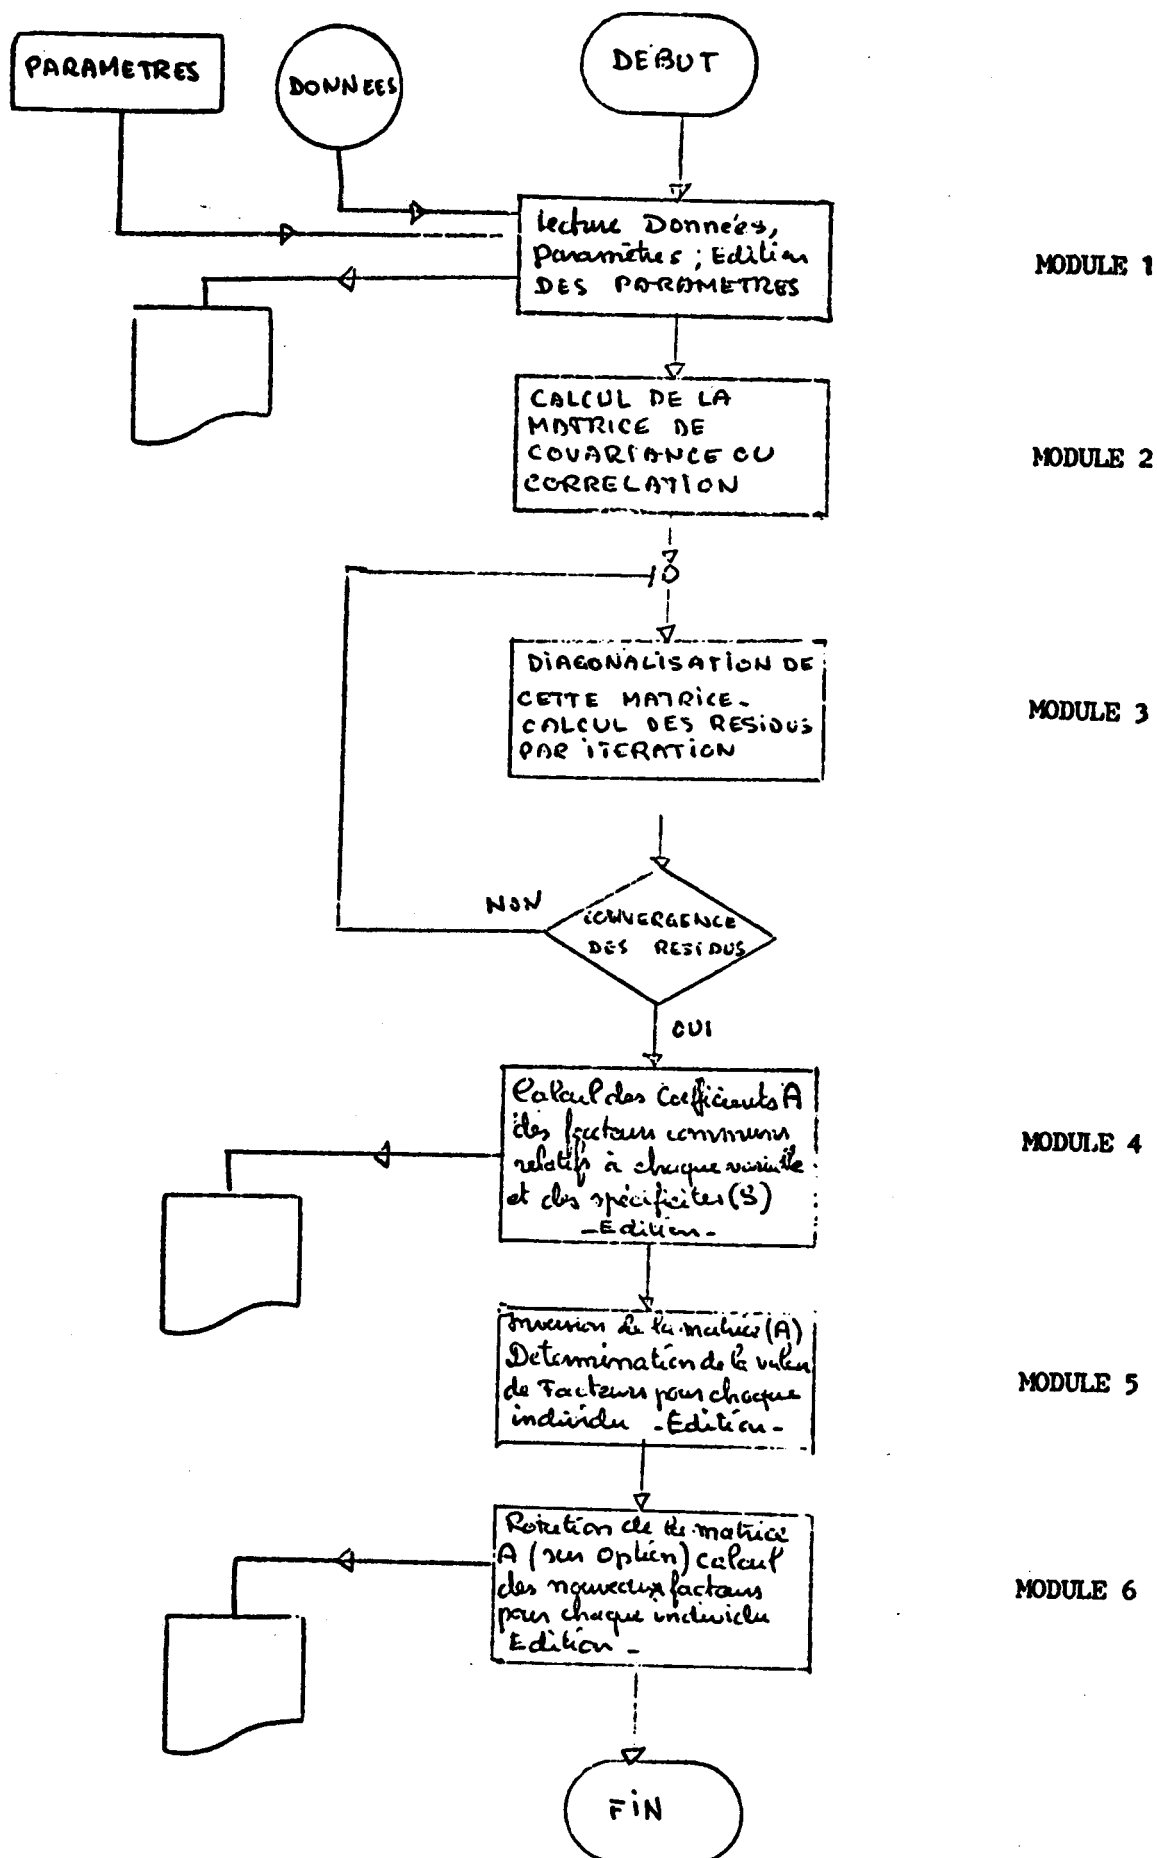 PARAMETRES
DONNEES
DEBUT
Lecture Données,
Paramètres ; Edition
DES PARAMETRES
MODULE 1
CALCUL DE LA
MATRICE DE
COVARIANCE OU
CORRELATION
MODULE 2
DIAGONALISATION DE
CETTE MATRICE.
CALCUL DES RESIDUS
PAR ITERATION
MODULE 3
NON
CONVERGENCE
DES RESIDUS
OUI
Calcul des Coefficients A
des facteurs communs
relatifs à chaque variable
et des spécificités (S)
- Edition -
MODULE 4
Inversion de la matrice (A)
Détermination de la valeur
de Facteurs pour chaque
individu - Edition -
MODULE 5
Rotation de la matrice
A (sur Option) calcul
des nouveaux facteurs
pour chaque individu
Edition -
MODULE 6
FIN